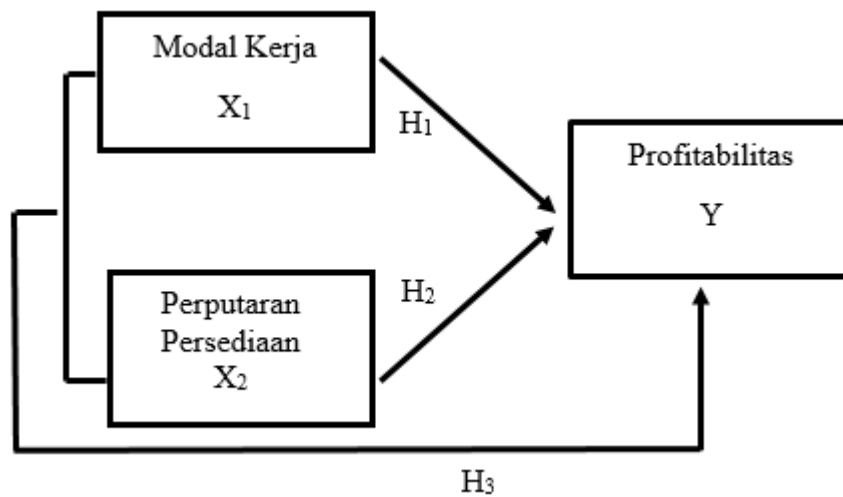 Modal Kerja
X₁
H₁
Profitabilitas
Y
Perputaran
Persediaan
X₂
H₂
H₃